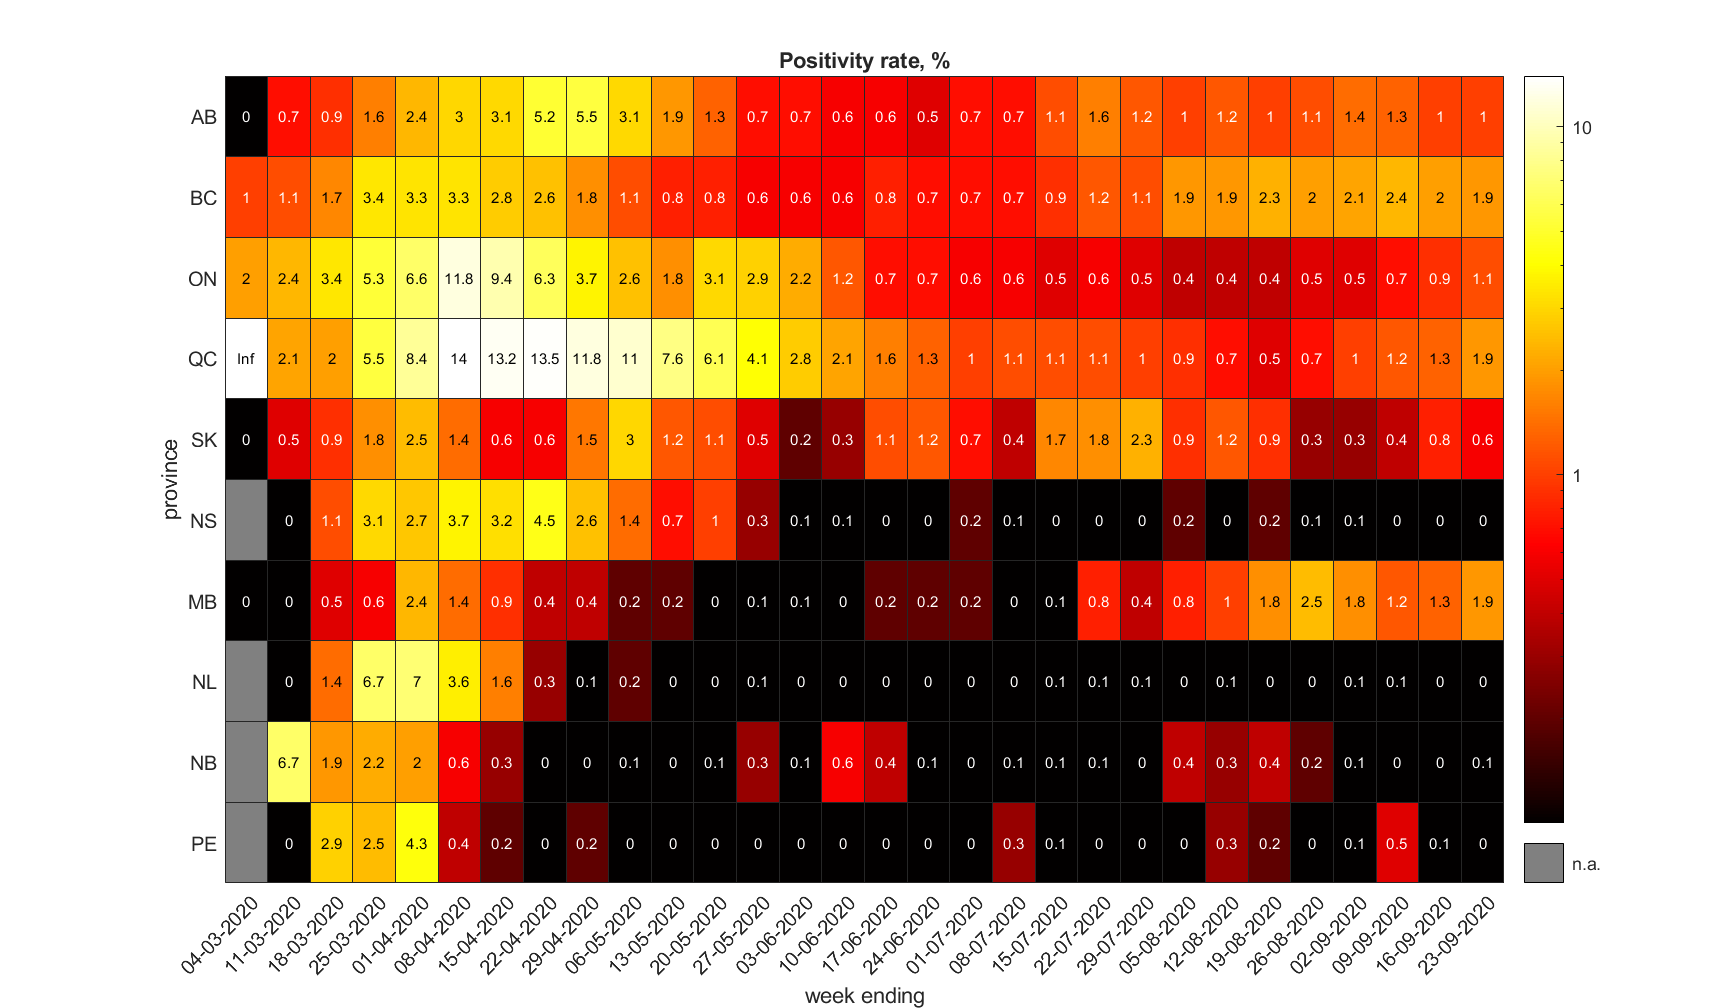 Positivity rate, %
AB 0 0.7 0.9 1.6 2.4 3 3.1 5.2 5.5 3.1 1.9 1.3 0.7 0.7 0.6 0.6 0.5 0.7 0.7 1.1 1.6 1.2 1 1.2 1 1.1 1.4 1.3 1 1
10
BC 1 1.1 1.7 3.4 3.3 3.3 2.8 2.6 1.8 1.1 0.8 0.8 0.6 0.6 0.6 0.8 0.7 0.7 0.7 0.9 1.2 1.1 1.9 1.9 2.3 2 2.1 2.4 2 1.9
ON 2 2.4 3.4 5.3 6.6 11.8 9.4 6.3 3.7 2.6 1.8 3.1 2.9 2.2 1.2 0.7 0.7 0.6 0.6 0.5 0.6 0.5 0.4 0.4 0.4 0.5 0.5 0.7 0.9 1.1
QC Inf 2.1 2 5.5 8.4 14 13.2 13.5 11.8 11 7.6 6.1 4.1 2.8 2.1 1.6 1.3 1 1.1 1.1 1.1 1 0.9 0.7 0.5 0.7 1 1.2 1.3 1.9
SK 0 0.5 0.9 1.8 2.5 1.4 0.6 0.6 1.5 3 1.2 1.1 0.5 0.2 0.3 1.1 1.2 0.7 0.4 1.7 1.8 2.3 0.9 1.2 0.9 0.3 0.3 0.4 0.8 0.6
1
province
NS 0 1.1 3.1 2.7 3.7 3.2 4.5 2.6 1.4 0.7 1 0.3 0.1 0.1 0 0 0.2 0.1 0 0 0 0.2 0 0.2 0.1 0.1 0 0 0
MB 0 0 0.5 0.6 2.4 1.4 0.9 0.4 0.4 0.2 0.2 0 0.1 0.1 0 0.2 0.2 0.2 0 0.1 0.8 0.4 0.8 1 1.8 2.5 1.8 1.2 1.3 1.9
NL 0 1.4 6.7 7 3.6 1.6 0.3 0.1 0.2 0 0 0.1 0 0 0 0 0 0 0.1 0.1 0.1 0 0.1 0 0 0.1 0.1 0 0
NB 6.7 1.9 2.2 2 0.6 0.3 0 0 0.1 0 0.1 0.3 0.1 0.6 0.4 0.1 0 0.1 0.1 0.1 0 0.4 0.3 0.4 0.2 0.1 0 0 0.1
PE 0 2.9 2.5 4.3 0.4 0.2 0 0.2 0 0 0 0 0 0 0 0 0 0.3 0.1 0 0 0 0.3 0.2 0 0.1 0.5 0.1 0
n.a.
04-03-2020 11-03-2020 18-03-2020 25-03-2020 01-04-2020 08-04-2020 15-04-2020 22-04-2020 29-04-2020 06-05-2020 13-05-2020 20-05-2020 27-05-2020 03-06-2020 10-06-2020 17-06-2020 24-06-2020 01-07-2020 08-07-2020 15-07-2020 22-07-2020 29-07-2020 05-08-2020 12-08-2020 19-08-2020 26-08-2020 02-09-2020 09-09-2020 16-09-2020 23-09-2020
week ending